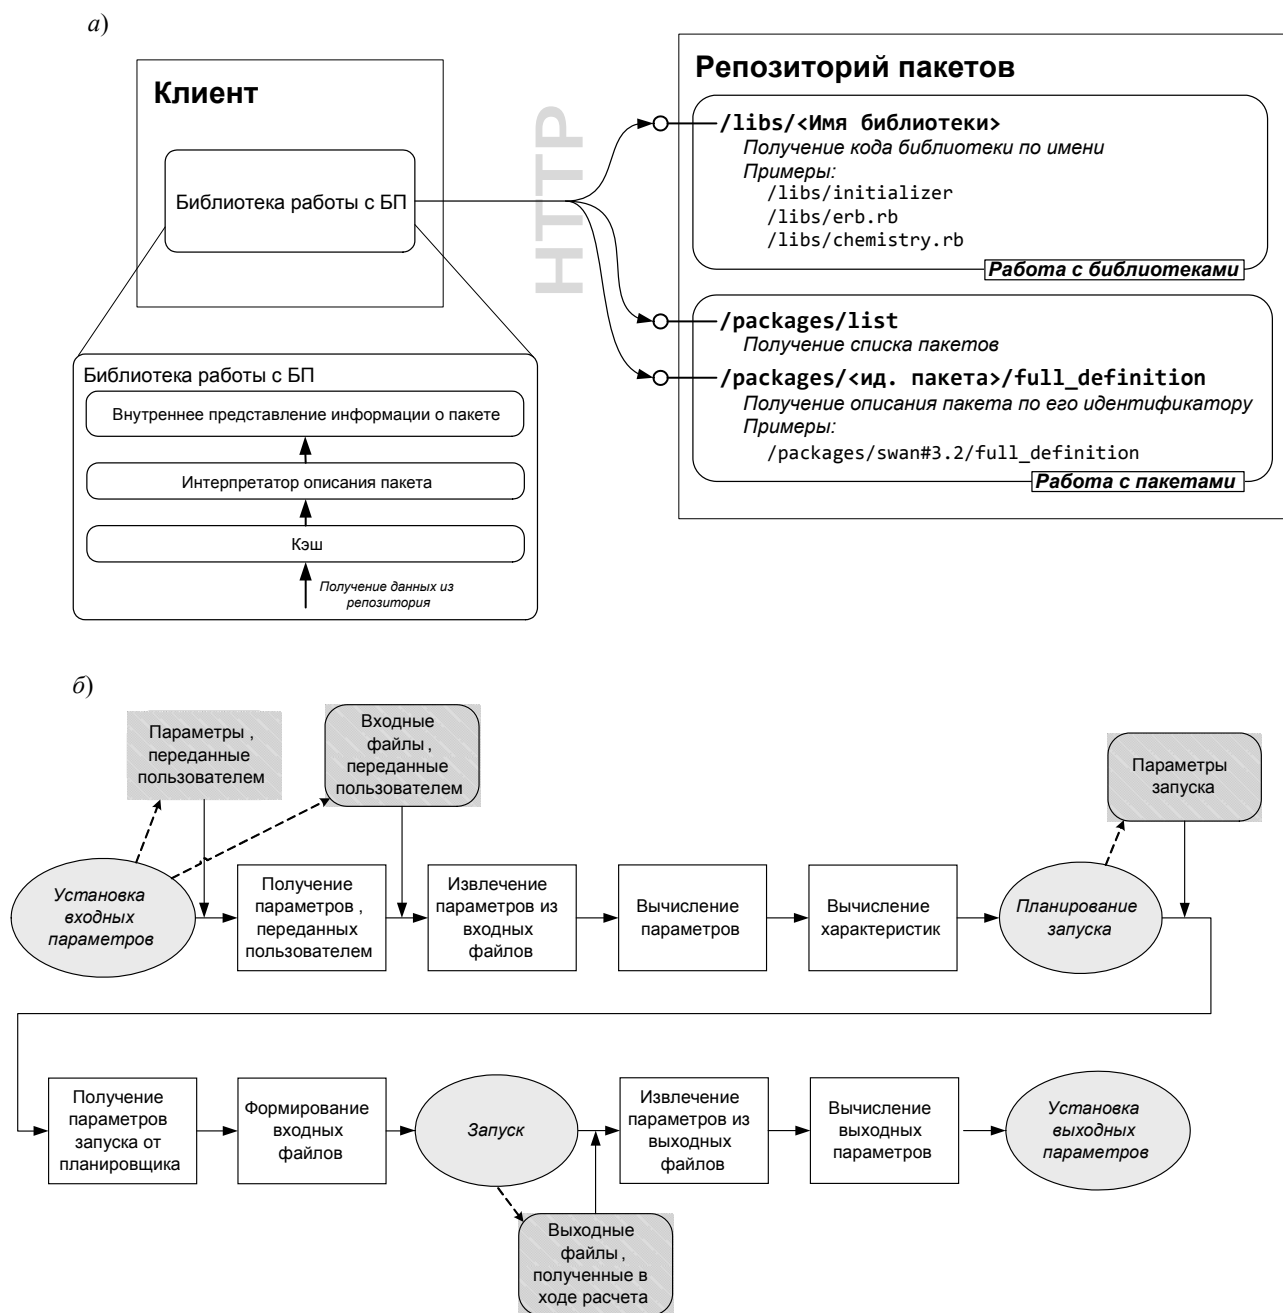 а)
Клиент
Библиотека работы с БП
HTTP
Репозиторий пакетов
/libs/<Имя библиотеки>
Получение кода библиотеки по имени
Примеры:
/libs/initializer
/libs/erb.rb
/libs/chemistry.rb
Работа с библиотеками
/packages/list
Получение списка пакетов
/packages/<ид. пакета>/full_definition
Получение описания пакета по его идентификатору
Примеры:
/packages/swan#3.2/full_definition
Работа с пакетами
Библиотека работы с БП
Внутреннее представление информации о пакете
Интерпретатор описания пакета
Кэш
Получение данных из
репозитория
б)
Параметры ,
переданные
пользователем
Входные
файлы ,
переданные
пользователем
Параметры
запуска
Установка
входных
параметров
Получение
параметров ,
переданных
пользователем
Извлечение
параметров из
входных
файлов
Вычисление
параметров
Вычисление
характеристик
Планирование
запуска
Получение
параметров
запуска от
планировщика
Формирование
входных
файлов
Запуск
Извлечение
параметров из
выходных
файлов
Вычисление
выходных
параметров
Установка
выходных
параметров
Выходные
файлы ,
полученные в
ходе расчета